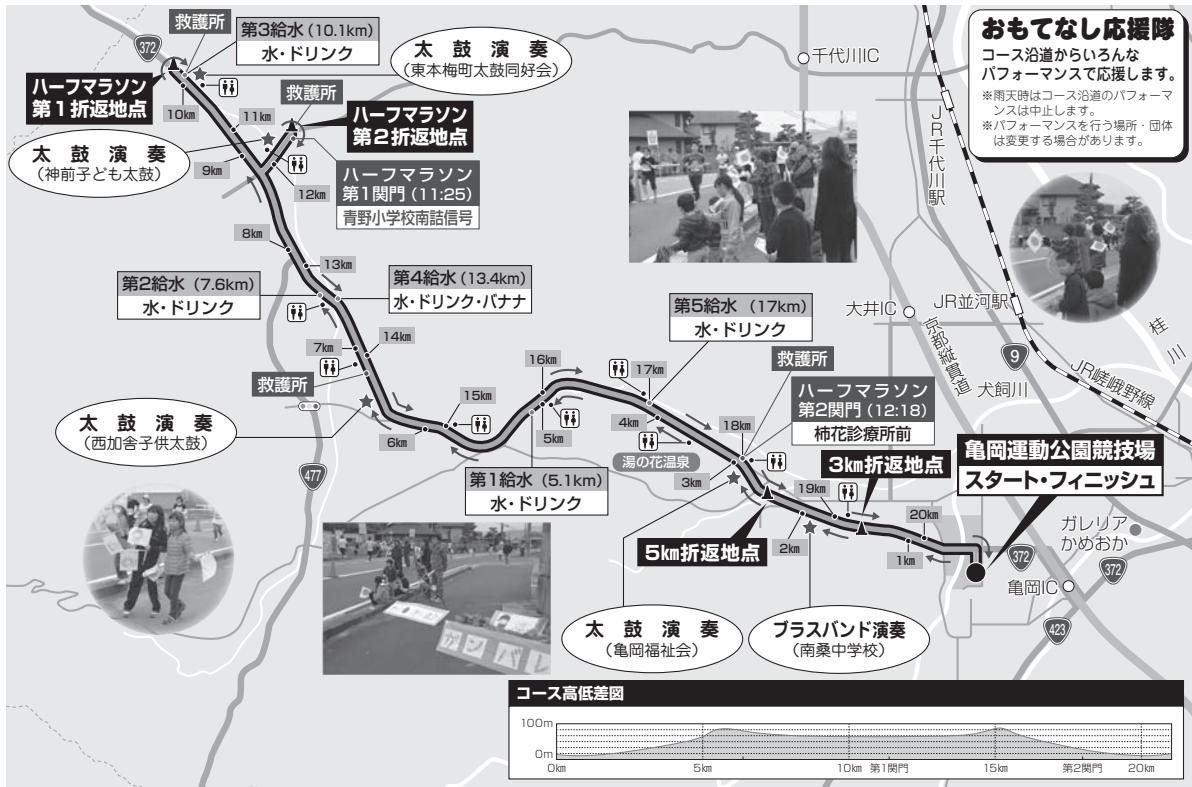 372
救護所
第3給水（10.1km）
水・ドリンク
太鼓演奏
（東本梅町太鼓同好会）
ハーフマラソン
第1折返地点
10km
11km
救護所
ハーフマラソン
第2折返地点
太鼓演奏
（神前子ども太鼓）
9km
12km
ハーフマラソン
第1関門（11:25）
青野小学校南詰信号
8km
13km
第2給水（7.6km）
水・ドリンク
第4給水（13.4km）
水・ドリンク・バナナ
7km
14km
救護所
太鼓演奏
（西加舎子供太鼓）
477
6km
15km
16km
5km
第1給水（5.1km）
水・ドリンク
第5給水（17km）
水・ドリンク
17km
4km
湯の花温泉
救護所
ハーフマラソン
第2関門（12:18）
柿花診療所前
18km
3km
3km折返地点
5km折返地点
19km
2km
20km
1km
亀岡運動公園競技場
スタート・フィニッシュ
太鼓演奏
（亀岡福祉会）
ブラスバンド演奏
（南桑中学校）
千代川IC
JR千代川駅
大井IC
JR並河駅
京都縦貫道
9
犬飼川
桂川
JR嵯峨野線
ガレリア
かめおか
372
372
亀岡IC
423
おもてなし応援隊
コース沿道からいろんな
パフォーマンスで応援します。
※雨天時はコース沿道のパフォーマ
ンスは中止します。
※パフォーマンスを行う場所・団体
は変更する場合があります。
ガンバレ
コース高低差図
100m
0m
0km
5km
10km
第1関門
15km
第2関門
20km